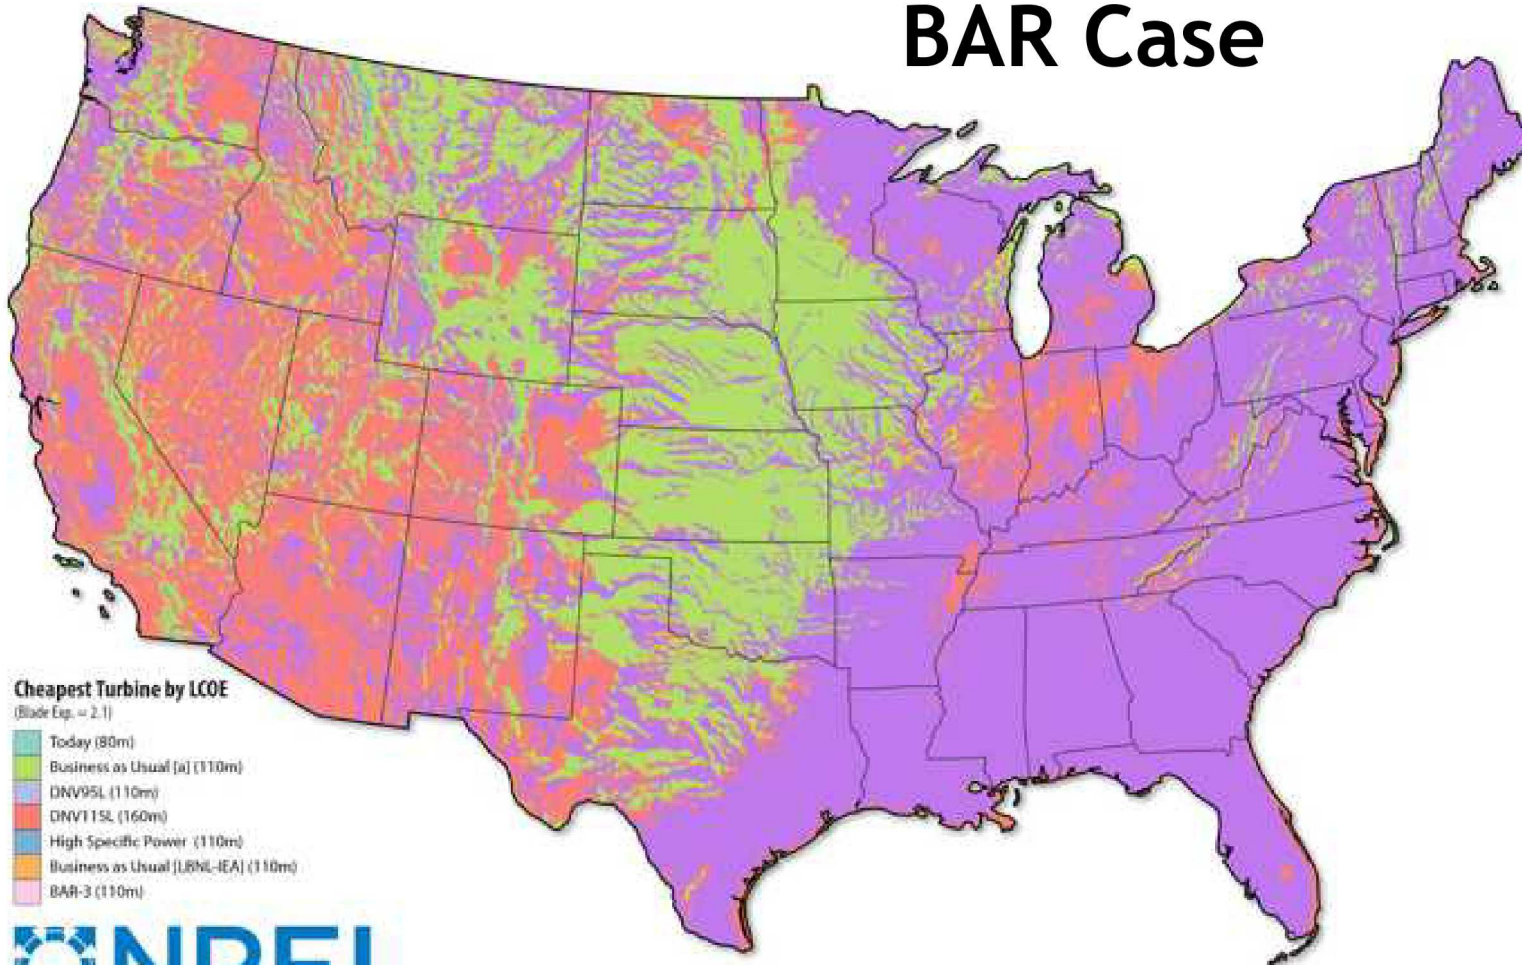 BAR Case
Cheapest Turbine by LCOE
(Blade Exp. = 2.1)
Today (80m)
Business as Usual [a] (110m)
DNV95L (110m)
DNV115L (160m)
High Specific Power (110m)
Business as Usual [LBNL-IEA] (110m)
BAR-3 (110m)
NREL